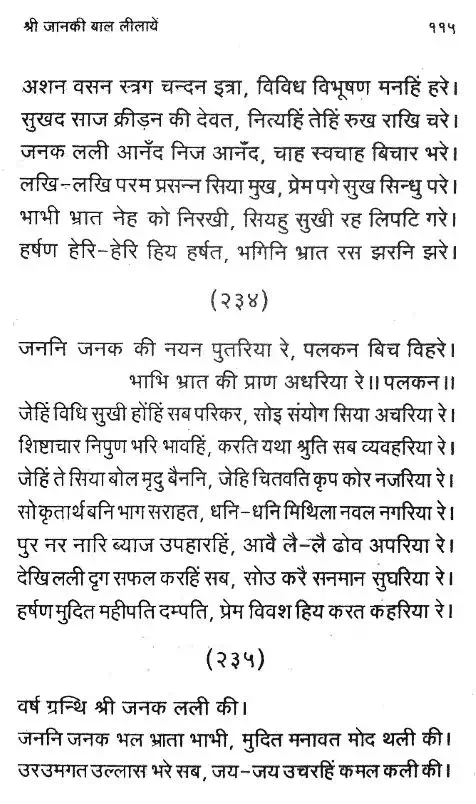 श्री जानकी बाल लीलायें ११५
अशन वसन स्त्रग चन्दन इत्रा, विविध विभूषण मनहिं हरे।
सुखद साज क्रीड़न की देवत, नित्यहिं तेहिं रुख राखि चरे।
जनक लली आनँद निज आनँद, चाह स्वचाह बिचार भरे।
लखि-लखि परम प्रसन्न सिया मुख, प्रेम पगे सुख सिन्धु परे।
भाभी भ्रात नेह को निरखी, सियहु सुखी रह लिपटि गरे।
हर्षण हेरि-हेरि हिय हर्षत, भगिनि भ्रात रस झरनि झरे।
(२३४)
जननि जनक की नयन पुतरिया रे, पलकन बिच विहरे।
भाभि भ्रात की प्राण अधरिया रे॥ पलकन॥
जेहिं विधि सुखी होंहिं सब परिकर, सोइ संयोग सिया अचरिया रे।
शिष्टाचार निपुण भरि भावहिं, करति यथा श्रुति सब व्यवहरिया रे।
जेहिं ते सिया बोल मृदु बैननि, जेहि चितवति कृप कोर नजरिया रे।
सो कृतार्थ बनि भाग सराहत, धनि-धनि मिथिला नवल नगरिया रे।
पुर नर नारि ब्याज उपहारहिं, आवै लै-लै ढोव अपरिया रे।
देखि लली दृग सफल करहिं सब, सोउ करै सनमान सुघरिया रे।
हर्षण मुदित महीपति दम्पति, प्रेम विवश हिय करत कहरिया रे।
(२३५)
वर्ष ग्रन्थि श्री जनक लली की।
जननि जनक भल भ्राता भाभी, मुदित मनावत मोद थली की।
उर उमगत उल्लास भरे सब, जय-जय उचरहिं कमल कली की।